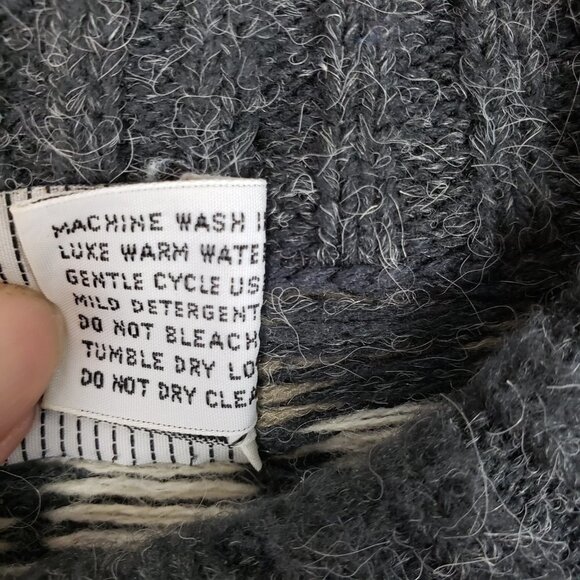 MACHINE WASH I
LUXE WARM WATE
GENTLE CYCLE US
MILD DETERGENT
DO NOT BLEACH
TUMBLE DRY LO
DO NOT DRY CLEA